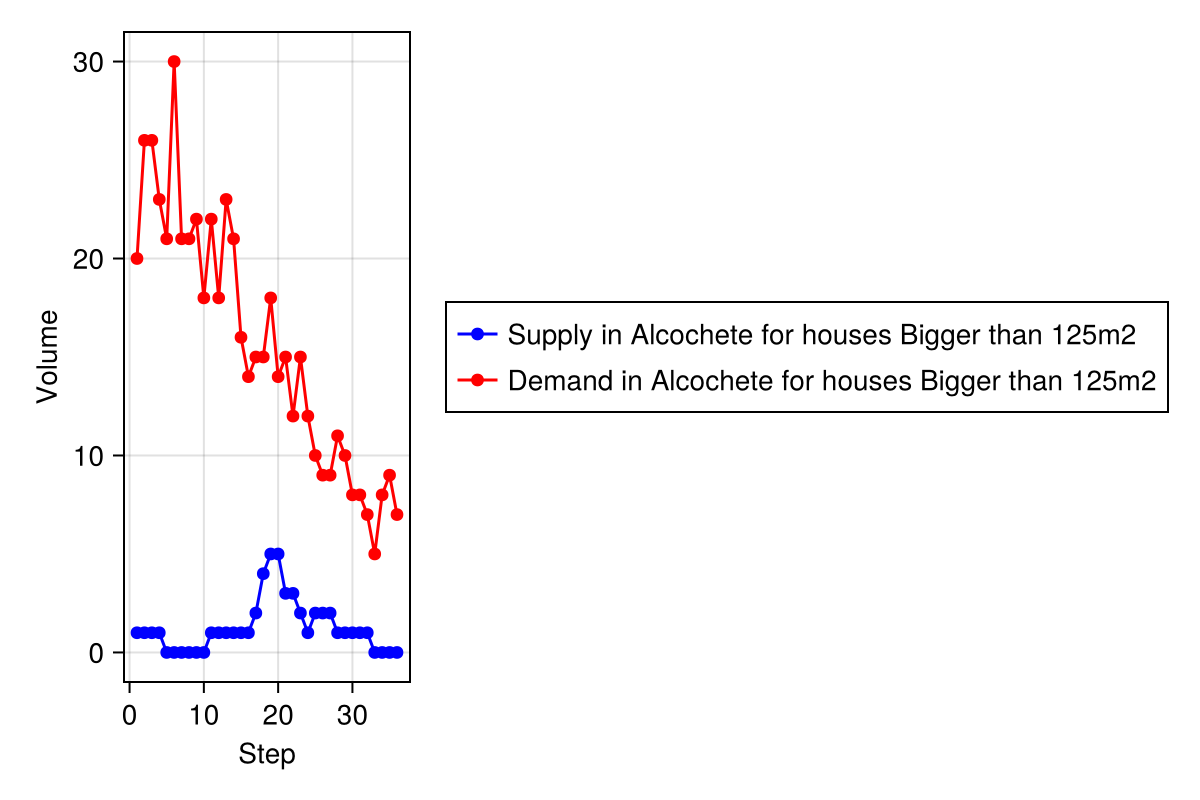 30
20
10
0
Volume
0 10 20 30
Step
Supply in Alcochete for houses Bigger than 125m2
Demand in Alcochete for houses Bigger than 125m2